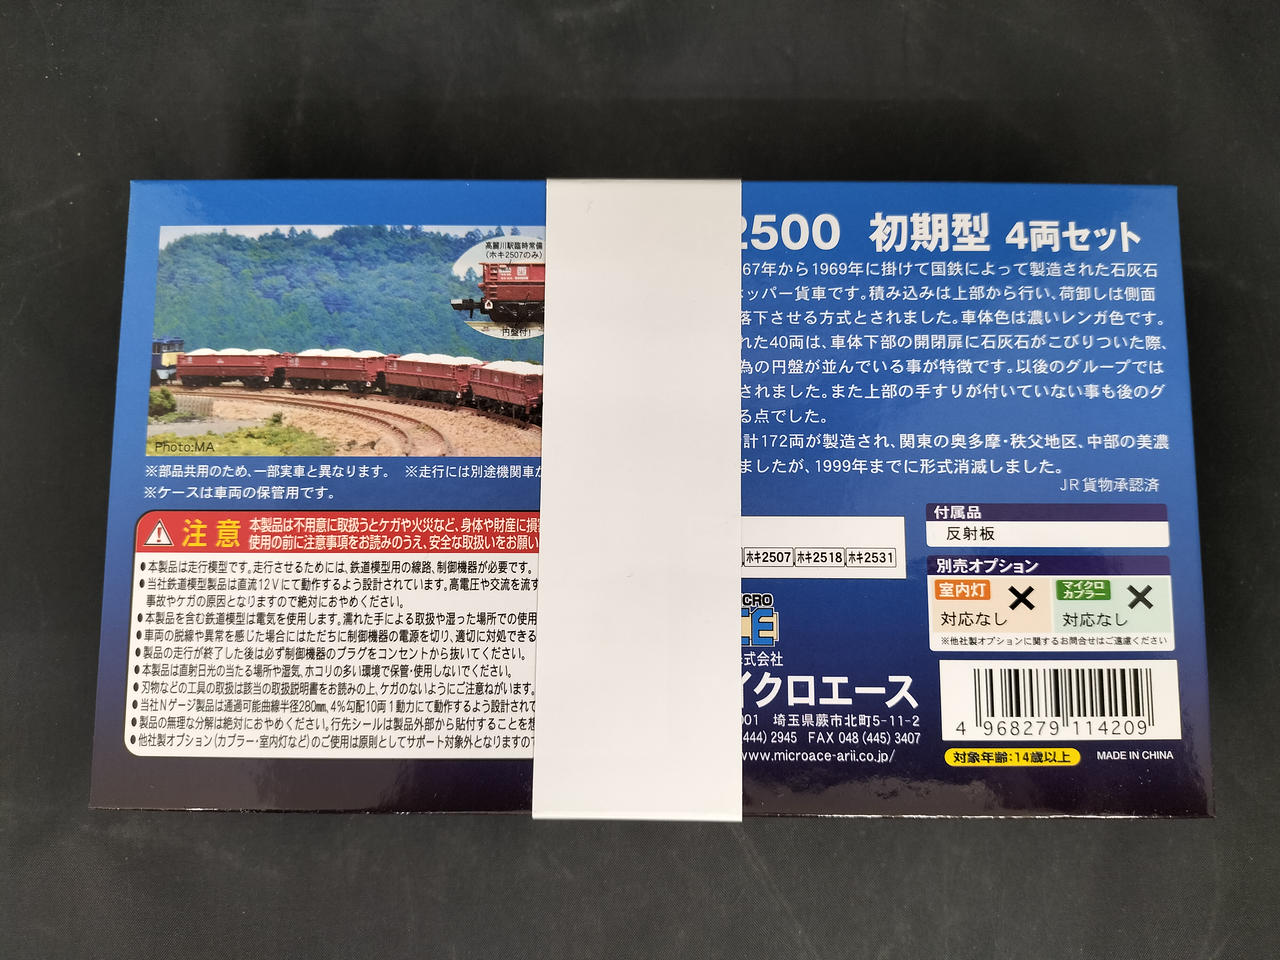 高麗川駅臨時常備
(ホキ2507のみ)
円盤付!
Photo:MA
※部品共用のため、一部実車と異なります。 ※走行には別途機関車か
※ケースは車両の保管用です。
注意
本製品は不用意に取扱うとケガや火災など、身体や財産に損
使用の前に注意事項をお読みのうえ、安全な取扱いをお願い
●本製品は走行模型です。走行させるためには、鉄道模型用の線路、制御機器が必要です。
●当社鉄道模型製品は直流12Vにて動作するよう設計されています。高電圧や交流を流す
事故やケガの原因となりますので絶対におやめください。
●本製品を含む鉄道模型は電気を使用します。濡れた手による取扱や湿った場所での使用
●車両の脱線や異常を感じた場合にはただちに制御機器の電源を切り、適切に対処できる
●製品の走行が終了した後は必ず制御機器のプラグをコンセントから抜いてください。
●本製品は直射日光の当たる場所や湿気、ホコリの多い環境で保管・使用しないでください。
●刃物などの工具の取扱は該当の取扱説明書をお読みの上、ケガのないようにご注意ねがいます。
●当社Nゲージ製品は通過可能曲線半径280mm、4%勾配10両1動力にて動作するよう設計されて
●製品の無理な分解は絶対におやめください。行先シールは製品外部から貼付することを想
●他社製オプション(カプラー・室内灯など)のご使用は原則としてサポート対象外となりますので
2500 初期型 4両セット
67年から1969年に掛けて国鉄によって製造された石灰石
ホッパー貨車です。積み込みは上部から行い、荷卸しは側面
落下させる方式とされました。車体色は濃いレンガ色です。
れた40両は、車体下部の開閉扉に石灰石がこびりついた際、
為の円盤が並んでいる事が特徴です。以後のグループでは
されました。また上部の手すりが付いていない事も後のグ
る点でした。
計172両が製造され、関東の奥多摩・秩父地区、中部の美濃
ましたが、1999年までに形式消滅しました。
JR貨物承認済
ホキ2507 ホキ2518 ホキ2531
CRO
CE
式会社
イクロエース
001 埼玉県蕨市北町5-11-2
(444)2945 FAX 048(445)3407
www.microace-arii.co.jp/
付属品
反射板
別売オプション
室内灯 ×
対応なし
マイクロカプラー ×
対応なし
※他社製オプションに関するお問合せはご遠慮ください
4 968279 114209
対象年齢:14歳以上
MADE IN CHINA